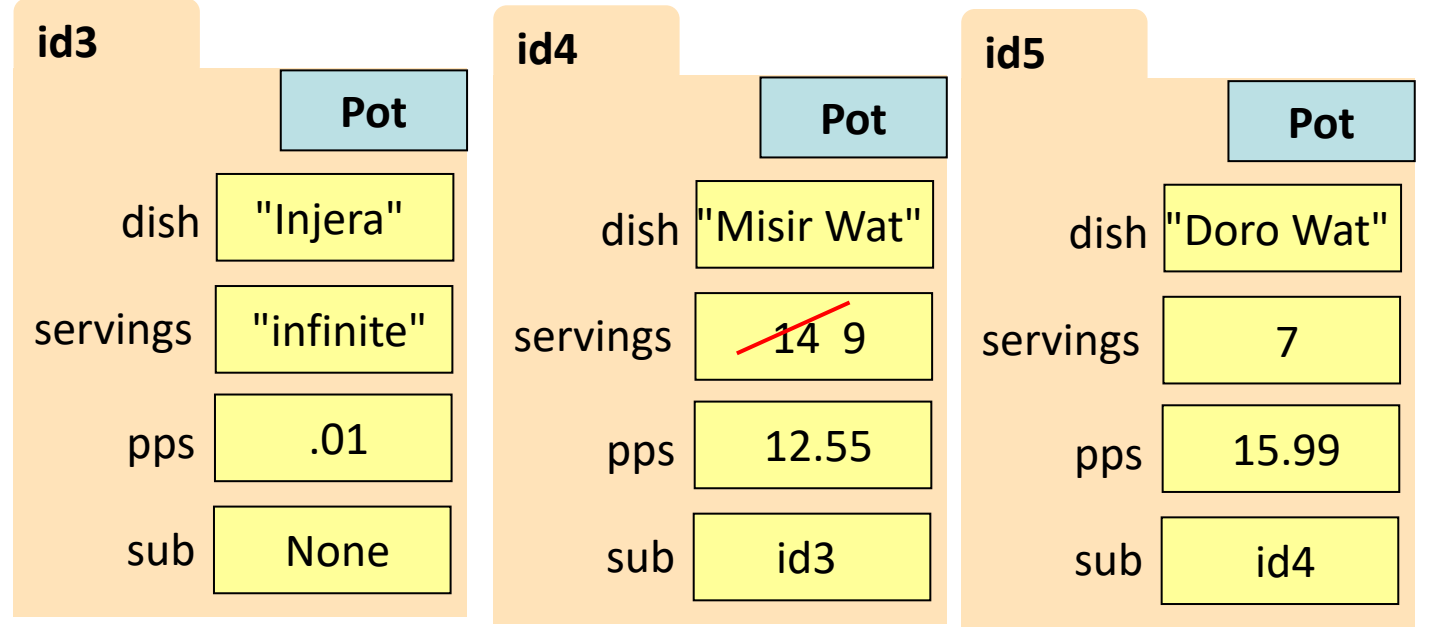 id3
Pot
dish "Injera"
servings "infinite"
pps .01
sub None
id4
Pot
dish "Misir Wat"
servings 14 9
pps 12.55
sub id3
id5
Pot
dish "Doro Wat"
servings 7
pps 15.99
sub id4